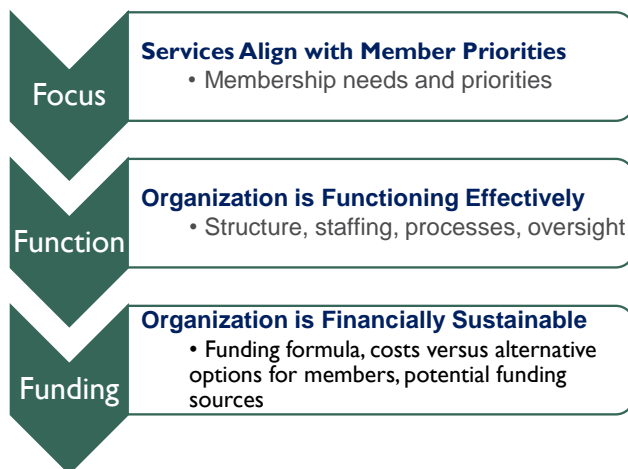 Focus
Services Align with Member Priorities
• Membership needs and priorities
Function
Organization is Functioning Effectively
• Structure, staffing, processes, oversight
Funding
Organization is Financially Sustainable
• Funding formula, costs versus alternative
options for members, potential funding
sources